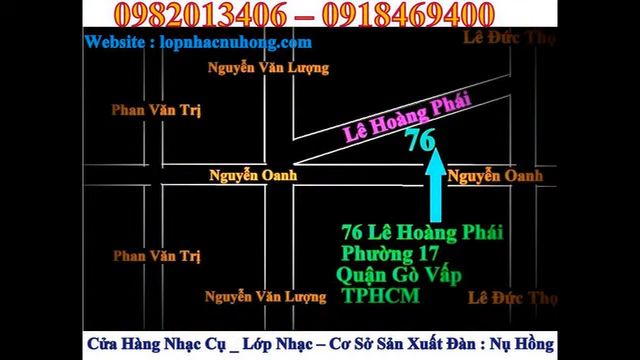 0982013406 – 0918469400
Website : lopnhacnuhong.com
Lê Đức Thọ
Nguyễn Văn Lượng
Phan Văn Trị
Lê Hoàng Phái
76
Nguyễn Oanh
Nguyễn Oanh
76 Lê Hoàng Phái
Phường 17
Quận Gò Vấp
TPHCM
Phan Văn Trị
Nguyễn Văn Lượng
Lê Đức Thọ
Cửa Hàng Nhạc Cụ _ Lớp Nhạc – Cơ Sở Sản Xuất Đàn : Nụ Hồng